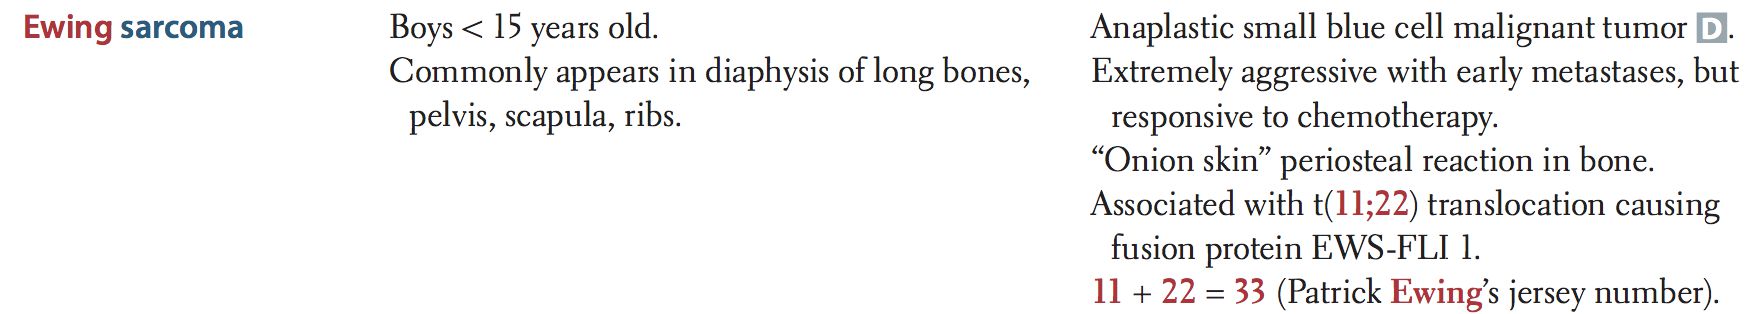 Ewing sarcoma
Boys < 15 years old.
Commonly appears in diaphysis of long bones,
pelvis, scapula, ribs.
Anaplastic small blue cell malignant tumor D.
Extremely aggressive with early metastases, but
responsive to chemotherapy.
“Onion skin” periosteal reaction in bone.
Associated with t(11;22) translocation causing
fusion protein EWS-FLI 1.
11 + 22 = 33 (Patrick Ewing’s jersey number).